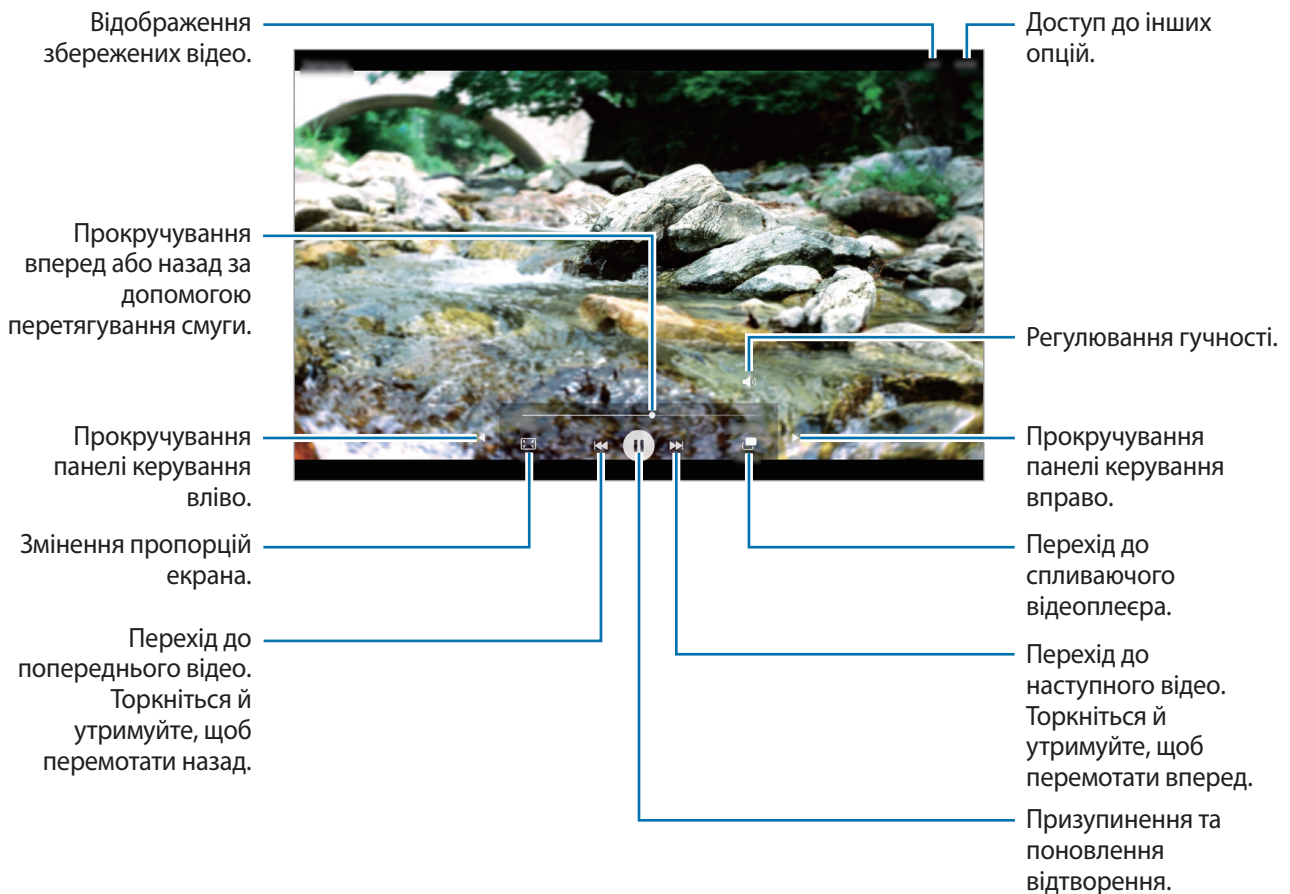 Відображення
збережених відео.
Доступ до інших
опцій.
Прокручування
вперед або назад за
допомогою
перетягування смуги.
Регулювання гучності.
Прокручування
панелі керування
вліво.
Прокручування
панелі керування
вправо.
Змінення пропорцій
екрана.
Перехід до
спливаючого
відеоплеєра.
Перехід до
попереднього відео.
Торкніться й
утримуйте, щоб
перемотати назад.
Перехід до
наступного відео.
Торкніться й
утримуйте, щоб
перемотати вперед.
Призупинення та
поновлення
відтворення.